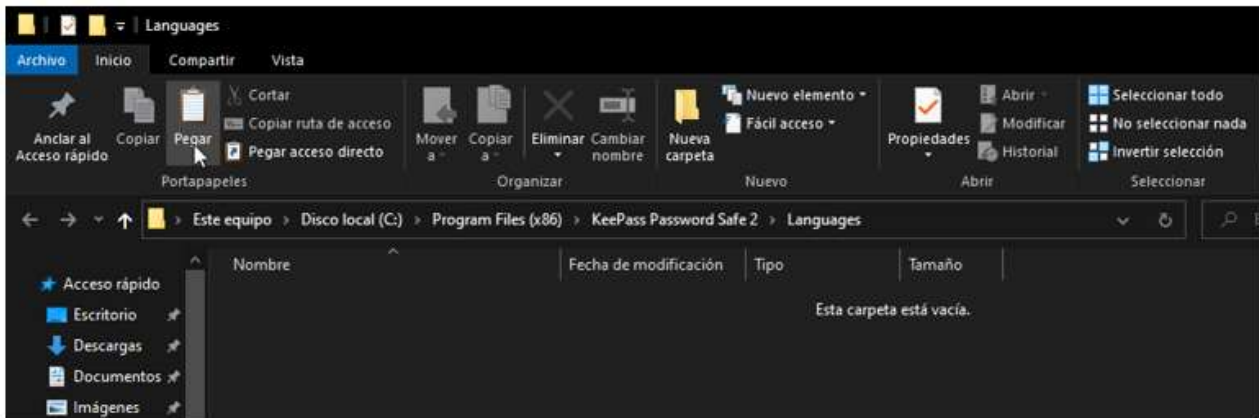 Languages
Archivo Inicio Compartir Vista
Anclar al Acceso rápido
Copiar
Pegar
Cortar
Copiar ruta de acceso
Pegar acceso directo
Portapapeles
Mover a
Copiar a
Eliminar
Cambiar nombre
Organizar
Nueva carpeta
Nuevo elemento
Fácil acceso
Nuevo
Propiedades
Abrir
Modificar
Historial
Abrir
Seleccionar todo
No seleccionar nada
Invertir selección
Seleccionar
Este equipo > Disco local (C:) > Program Files (x86) > KeePass Password Safe 2 > Languages
Nombre Fecha de modificación Tipo Tamaño
Esta carpeta está vacía.
Acceso rápido
Escritorio
Descargas
Documentos
Imágenes